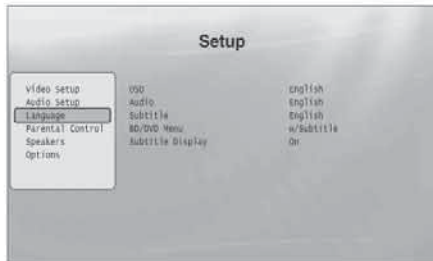 Setup
Video Setup
Audio Setup
Language
Parental Control
Speakers
Options
OSD English
Audio English
Subtitle English
BD/DVD Menu w/Subtitle
Subtitle Display On